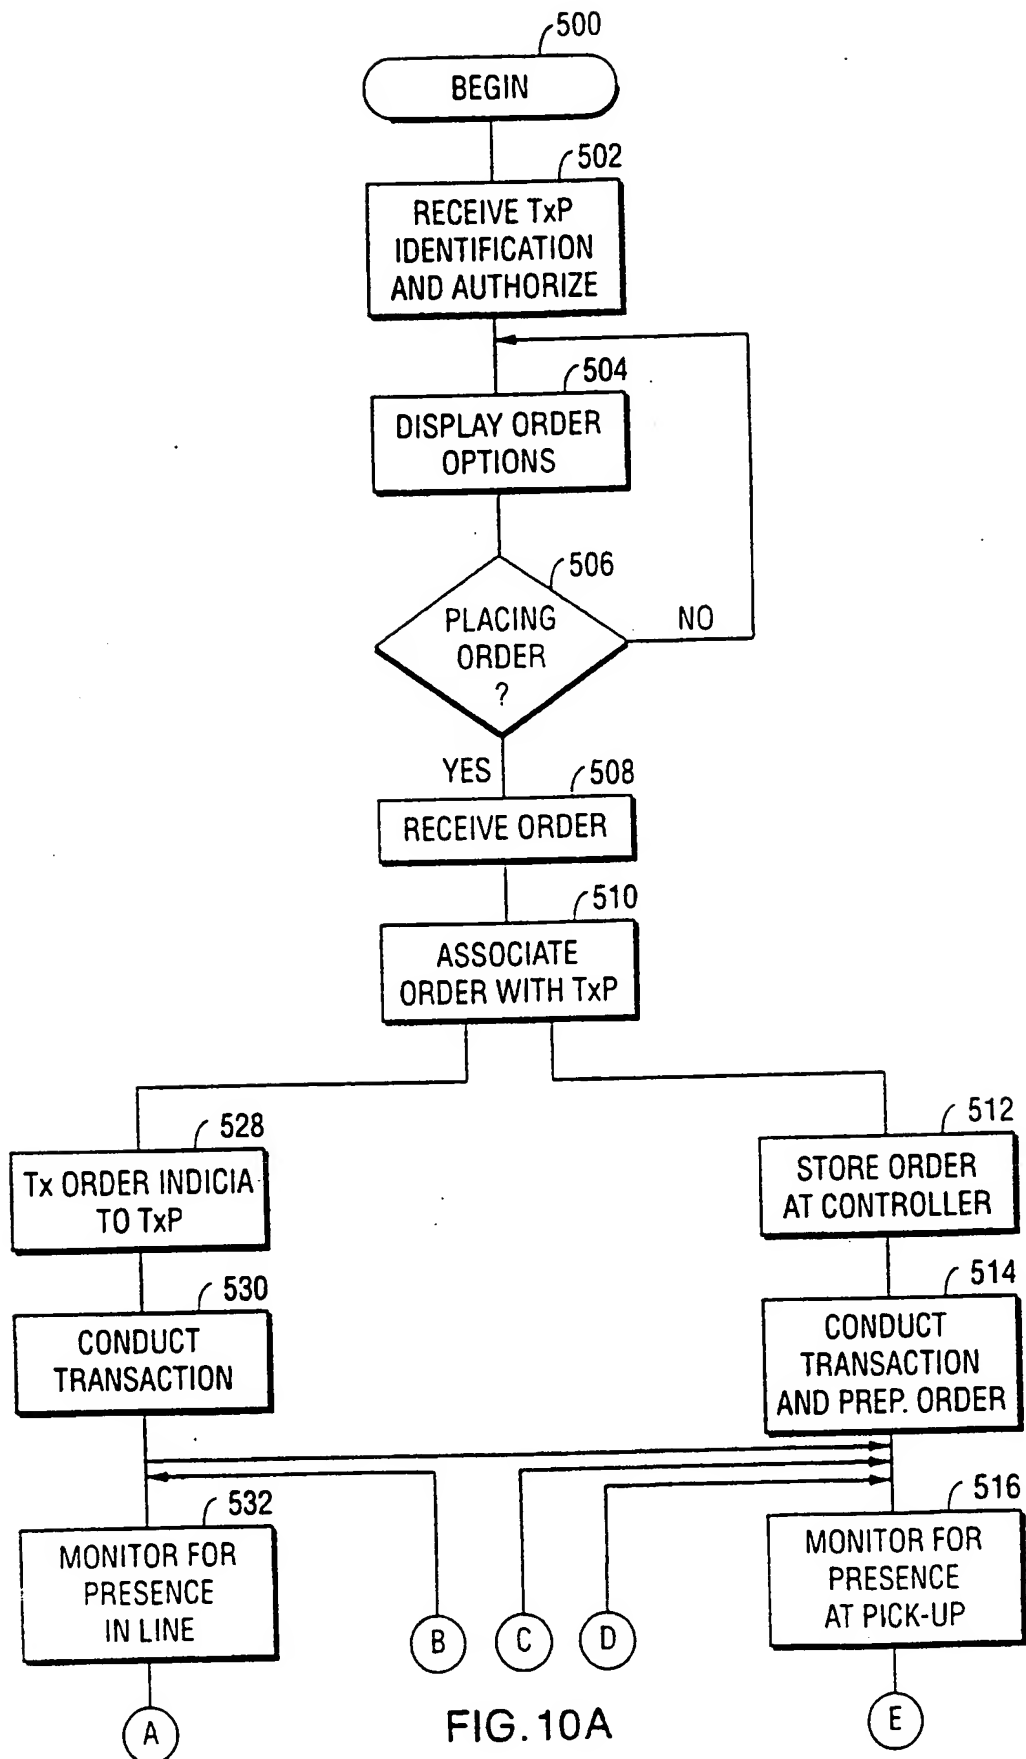 500
BEGIN
502
RECEIVE TxP
IDENTIFICATION
AND AUTHORIZE
504
DISPLAY ORDER
OPTIONS
506
PLACING
ORDER
?
NO
YES
508
RECEIVE ORDER
510
ASSOCIATE
ORDER WITH TxP
528
Tx ORDER INDICIA
TO TxP
530
CONDUCT
TRANSACTION
532
MONITOR FOR
PRESENCE
IN LINE
A
512
STORE ORDER
AT CONTROLLER
514
CONDUCT
TRANSACTION
AND PREP. ORDER
516
MONITOR FOR
PRESENCE
AT PICK-UP
B
C
D
E
FIG. 10A